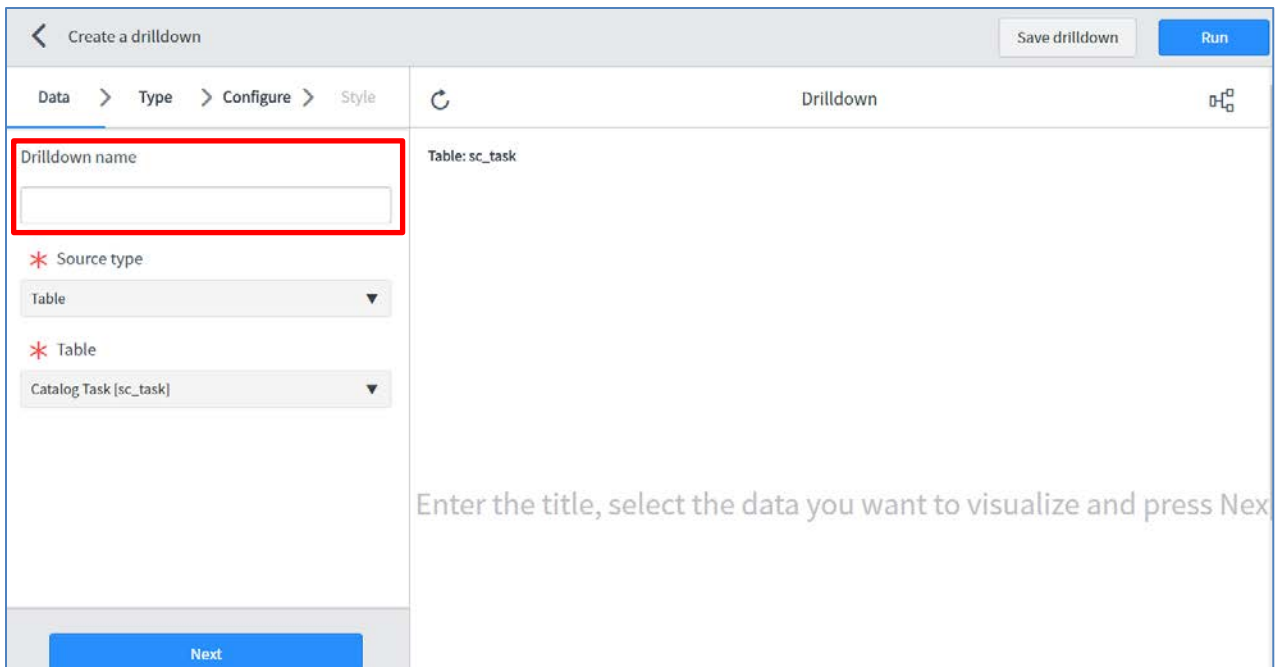 Create a drilldown
Save drilldown
Run
Data
Type
Configure
Style
Drilldown
Drilldown name
Table: sc_task
Source type
Table
Table
Catalog Task [sc_task]
Enter the title, select the data you want to visualize and press Nex
Next